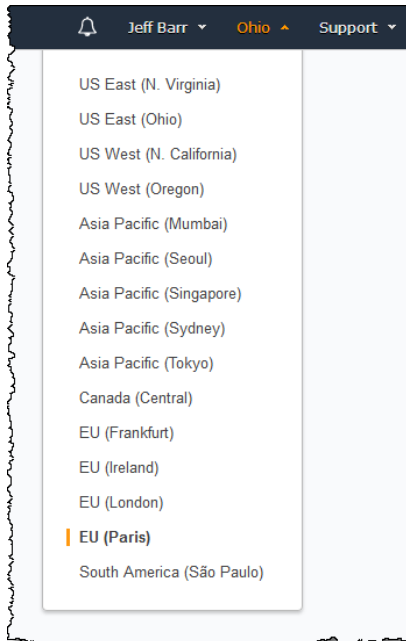 Jeff Barr Ohio Support
US East (N. Virginia)
US East (Ohio)
US West (N. California)
US West (Oregon)
Asia Pacific (Mumbai)
Asia Pacific (Seoul)
Asia Pacific (Singapore)
Asia Pacific (Sydney)
Asia Pacific (Tokyo)
Canada (Central)
EU (Frankfurt)
EU (Ireland)
EU (London)
EU (Paris)
South America (São Paulo)